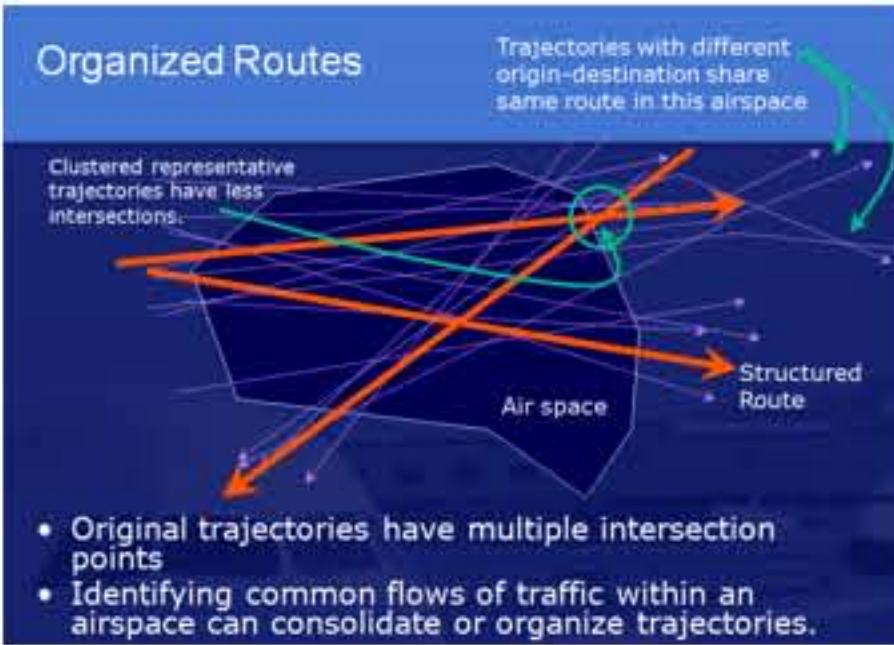 Organized Routes
Trajectories with different
origin-destination share
same route in this airspace
Clustered representative
trajectories have less
intersections.
Structured
Route
Air space
• Original trajectories have multiple intersection
points
• Identifying common flows of traffic within an
airspace can consolidate or organize trajectories.